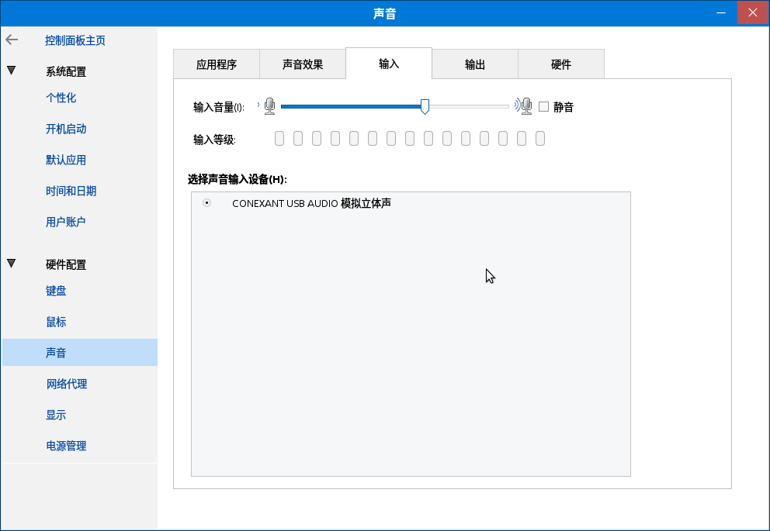 声音
控制面板主页
系统配置
个性化
开机启动
默认应用
时间和日期
用户账户
硬件配置
键盘
鼠标
声音
网络代理
显示
电源管理
应用程序 声音效果 输入 输出 硬件
输入音量(I): 静音
输入等级:
选择声音输入设备(H):
CONEXANT USB AUDIO 模拟立体声